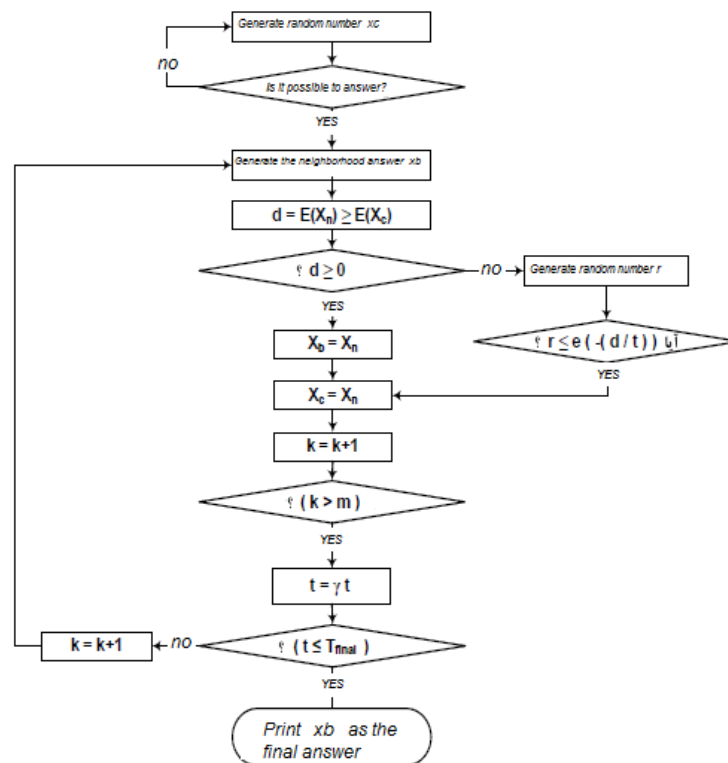 Generate random number xc
no
Is it possible to answer?
YES
Generate the neighborhood answer xb
d = E(Xn) ≥ E(Xc)
؟ d ≥ 0
no
Generate random number r
YES
Xb = Xn
؟ r ≤ e ( -( d / t ) ) آیا
YES
Xc = Xn
k = k+1
؟ ( k > m )
YES
t = γ t
k = k+1
no
؟ ( t ≤ Tfinal )
YES
Print xb as the
final answer